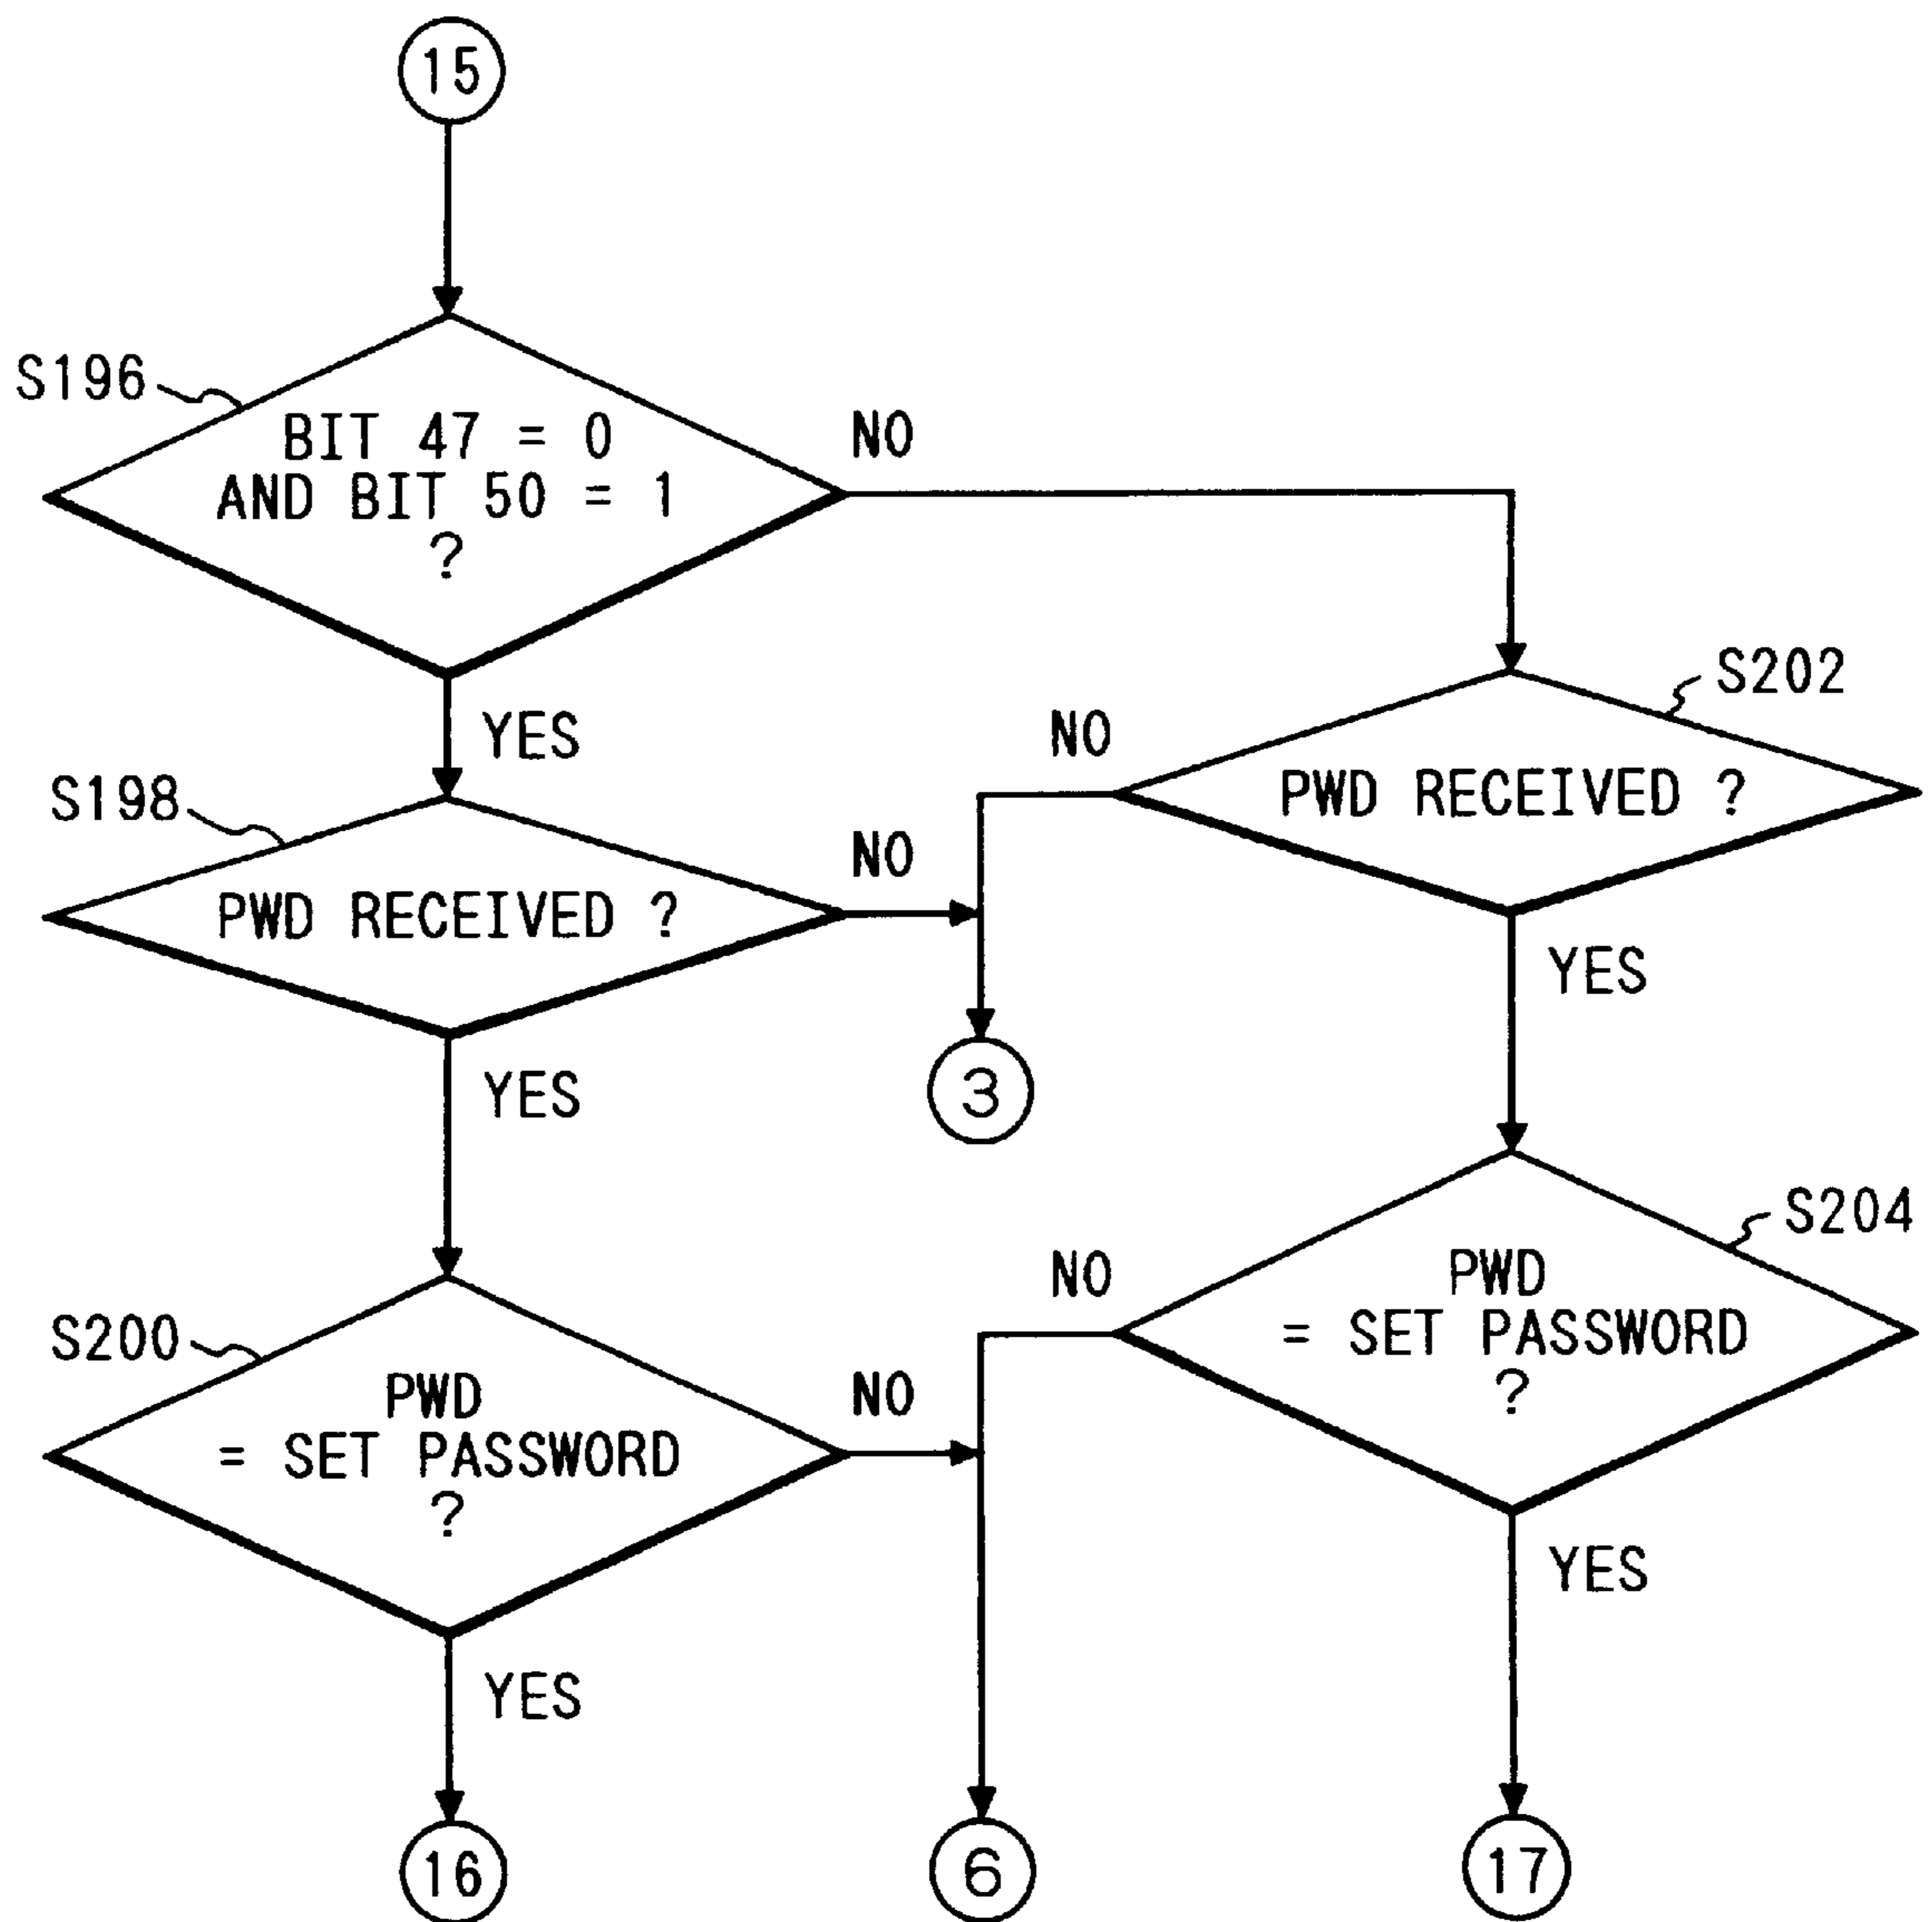 15
S196
BIT 47 = 0
AND BIT 50 = 1
?
NO
YES
S202
NO
PWD RECEIVED ?
YES
S198
PWD RECEIVED ?
NO
YES
3
S204
NO
PWD
= SET PASSWORD
?
YES
S200
PWD
= SET PASSWORD
?
NO
YES
16
6
17